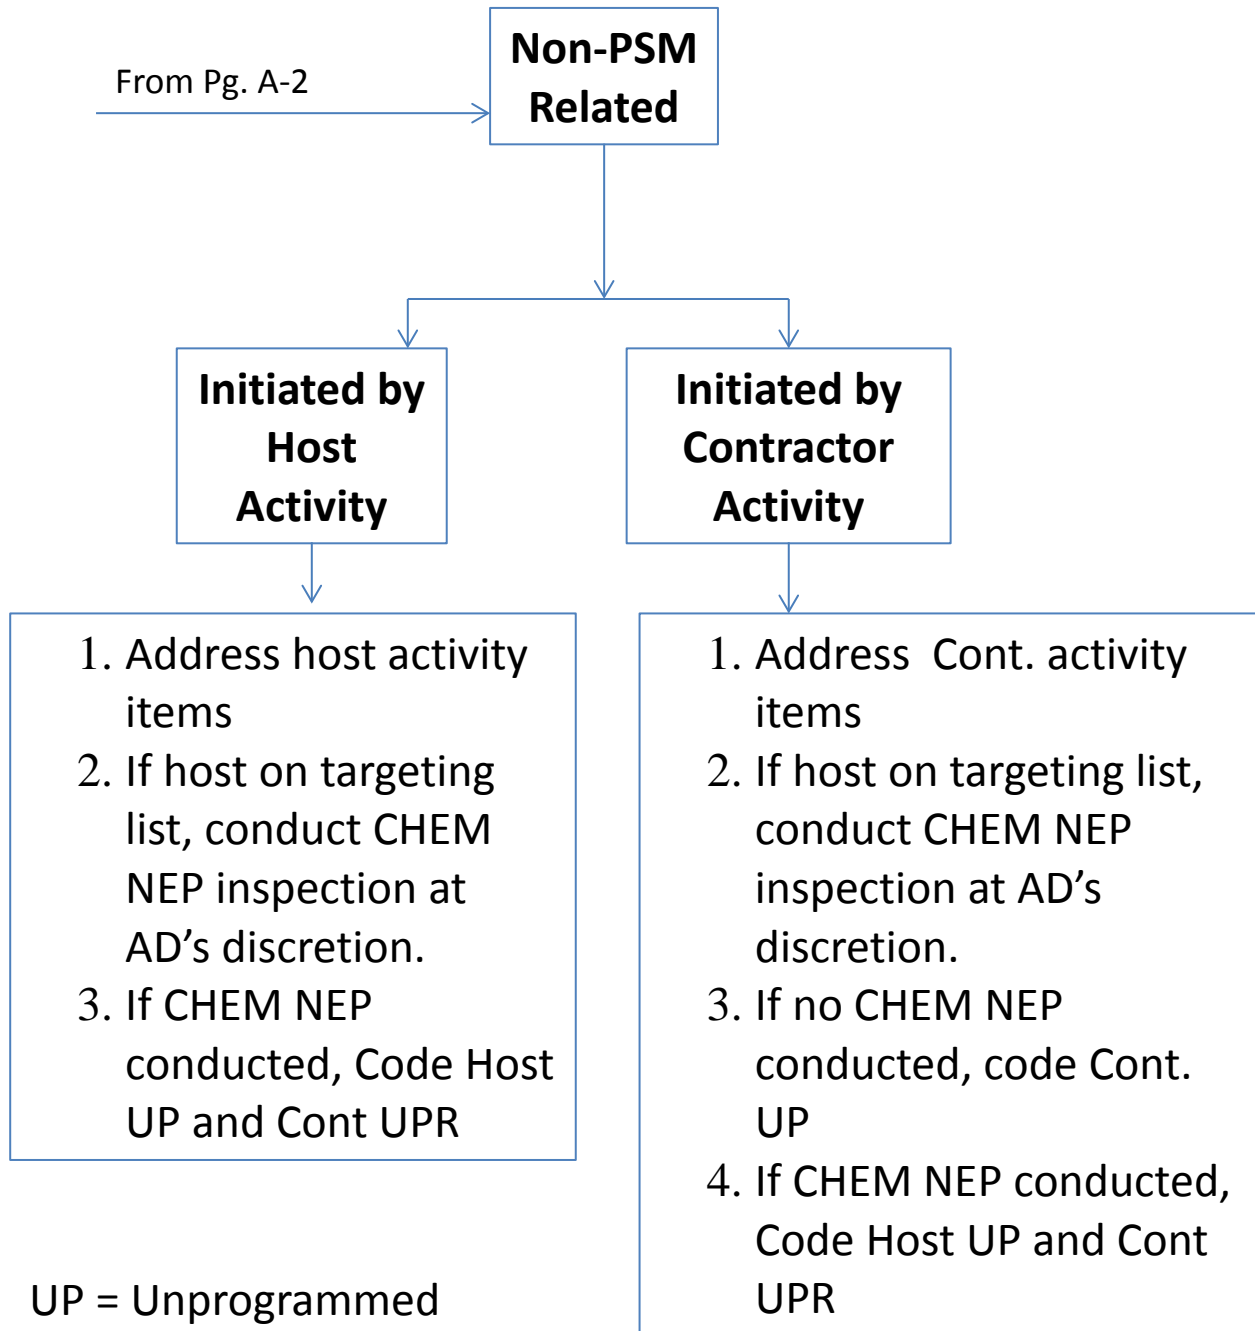 From Pg. A-2
Non-PSM
Related
Initiated by
Host
Activity
Initiated by
Contractor
Activity
1. Address host activity
items
2. If host on targeting
list, conduct CHEM
NEP inspection at
AD’s discretion.
3. If CHEM NEP
conducted, Code Host
UP and Cont UPR
1. Address  Cont. activity
items
2. If host on targeting list,
conduct CHEM NEP
inspection at AD’s
discretion.
3. If no CHEM NEP
conducted, code Cont.
UP
4. If CHEM NEP conducted,
Code Host UP and Cont
UPR
UP = Unprogrammed